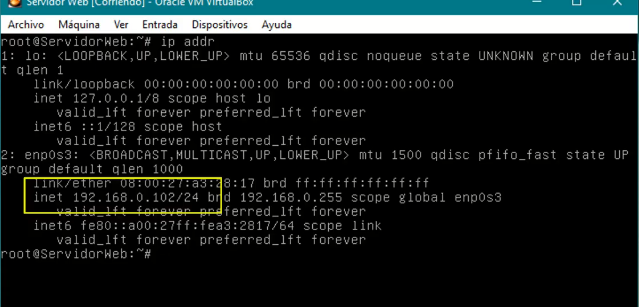 Servidor Web [Corriendo] - Oracle VM VirtualBox
Archivo Máquina Ver Entrada Dispositivos Ayuda
root@ServidorWeb:~# ip addr
1: lo: <LOOPBACK,UP,LOWER_UP> mtu 65536 qdisc noqueue state UNKNOWN group defaul
t qlen 1
link/loopback 00:00:00:00:00:00 brd 00:00:00:00:00:00
inet 127.0.0.1/8 scope host lo
valid_lft forever preferred_lft forever
inet6 ::1/128 scope host
valid_lft forever preferred_lft forever
2: enp0s3: <BROADCAST,MULTICAST,UP,LOWER_UP> mtu 1500 qdisc pfifo_fast state UP
group default qlen 1000
link/ether 08:00:27:a3:28:17 brd ff:ff:ff:ff:ff:ff
inet 192.168.0.102/24 brd 192.168.0.255 scope global enp0s3
valid_lft forever preferred_lft forever
inet6 fe80::a00:27ff:fea3:2817/64 scope link
valid_lft forever preferred_lft forever
root@ServidorWeb:~#